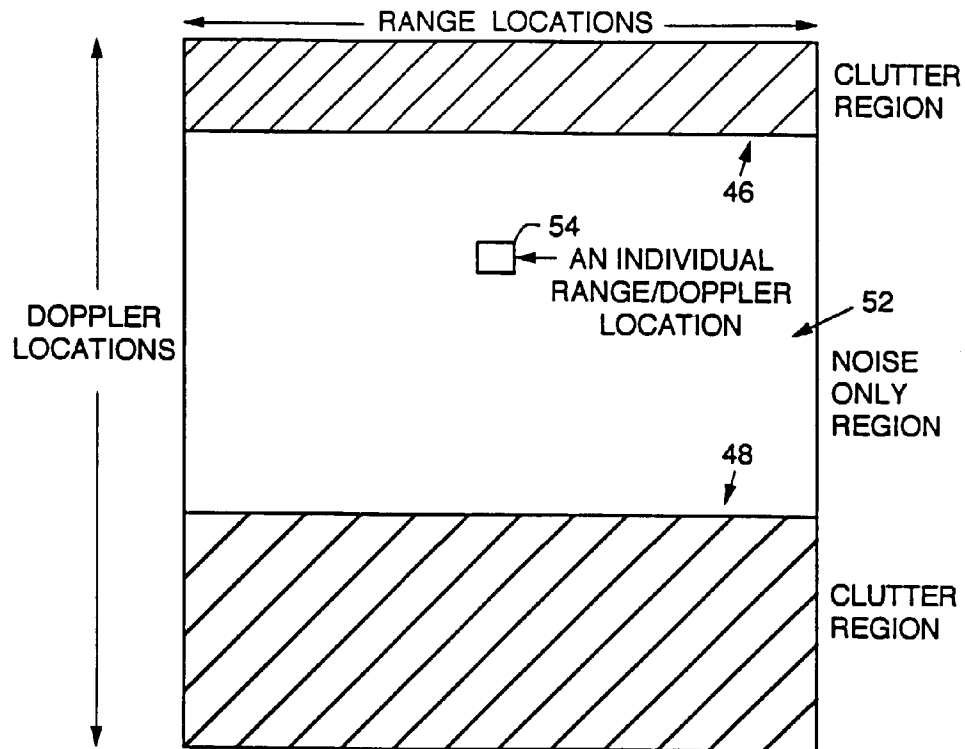 RANGE LOCATIONS
CLUTTER
REGION
46
54
AN INDIVIDUAL
RANGE/DOPPLER
LOCATION
DOPPLER
LOCATIONS
52
NOISE
ONLY
REGION
48
CLUTTER
REGION